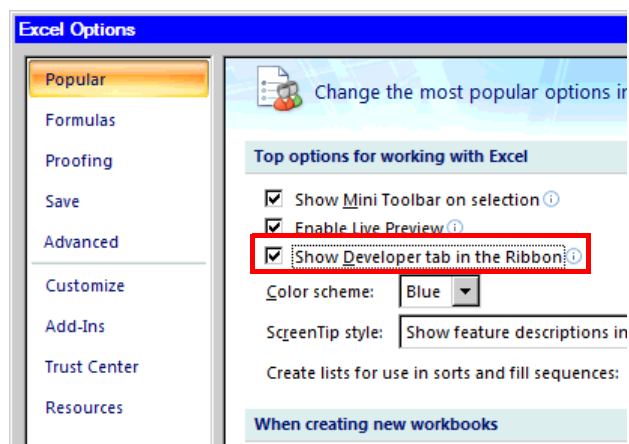 Excel Options
Popular
Formulas
Proofing
Save
Advanced
Customize
Add-Ins
Trust Center
Resources
Change the most popular options in
Top options for working with Excel
Show Mini Toolbar on selection
Enable Live Preview
Show Developer tab in the Ribbon
Color scheme: Blue
ScreenTip style: Show feature descriptions in
Create lists for use in sorts and fill sequences:
When creating new workbooks